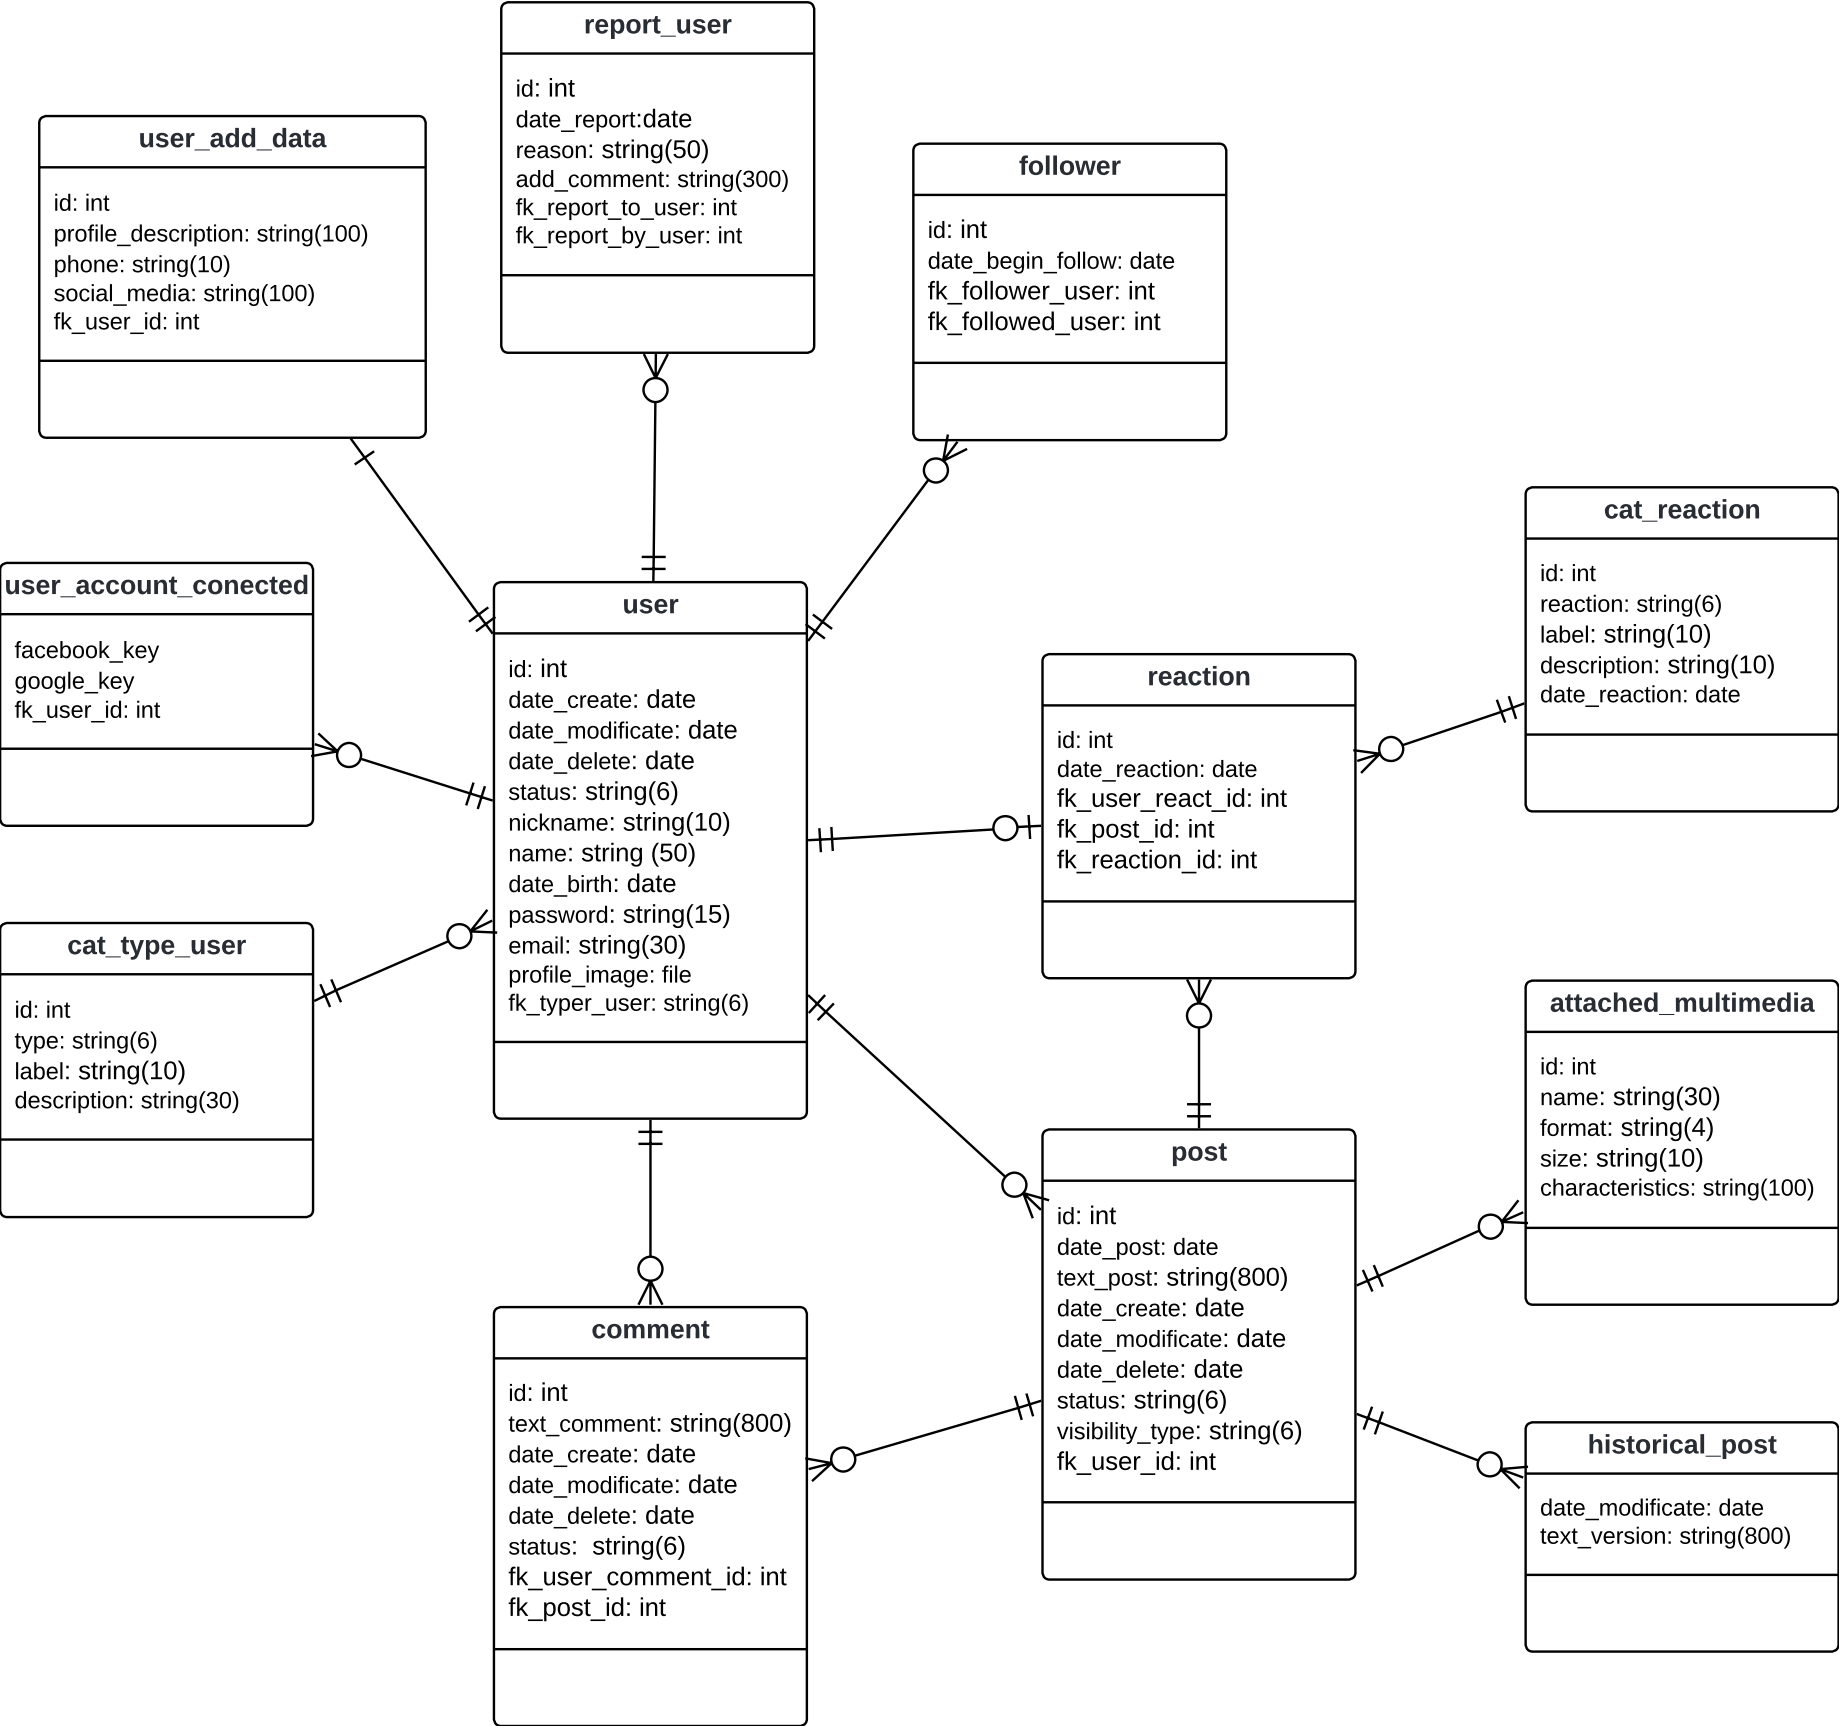 report_user
id: int
date_report:date
reason: string(50)
add_comment: string(300)
fk_report_to_user: int
fk_report_by_user: int
user_add_data
id: int
profile_description: string(100)
phone: string(10)
social_media: string(100)
fk_user_id: int
follower
id: int
date_begin_follow: date
fk_follower_user: int
fk_followed_user: int
cat_reaction
id: int
reaction: string(6)
label: string(10)
description: string(10)
date_reaction: date
user_account_conected
facebook_key
google_key
fk_user_id: int
user
id: int
date_create: date
date_modificate: date
date_delete: date
status: string(6)
nickname: string(10)
name: string (50)
date_birth: date
password: string(15)
email: string(30)
profile_image: file
fk_typer_user: string(6)
reaction
id: int
date_reaction: date
fk_user_react_id: int
fk_post_id: int
fk_reaction_id: int
cat_type_user
id: int
type: string(6)
label: string(10)
description: string(30)
attached_multimedia
id: int
name: string(30)
format: string(4)
size: string(10)
characteristics: string(100)
post
id: int
date_post: date
text_post: string(800)
date_create: date
date_modificate: date
date_delete: date
status: string(6)
visibility_type: string(6)
fk_user_id: int
comment
id: int
text_comment: string(800)
date_create: date
date_modificate: date
date_delete: date
status:  string(6)
fk_user_comment_id: int
fk_post_id: int
historical_post
date_modificate: date
text_version: string(800)